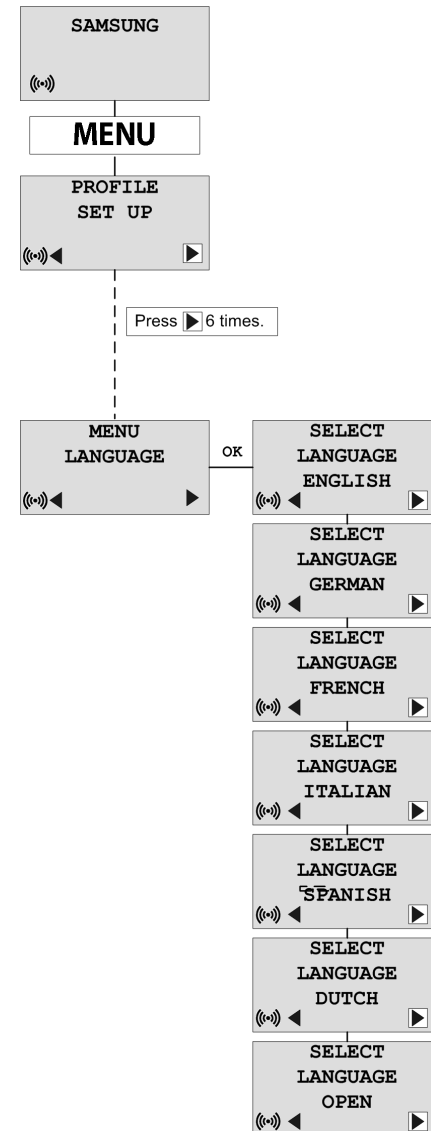 SAMSUNG
MENU
PROFILE
SET UP
Press ▶ 6 times.
MENU
LANGUAGE
OK
SELECT
LANGUAGE
ENGLISH
SELECT
LANGUAGE
GERMAN
SELECT
LANGUAGE
FRENCH
SELECT
LANGUAGE
ITALIAN
SELECT
LANGUAGE
SPANISH
SELECT
LANGUAGE
DUTCH
SELECT
LANGUAGE
OPEN